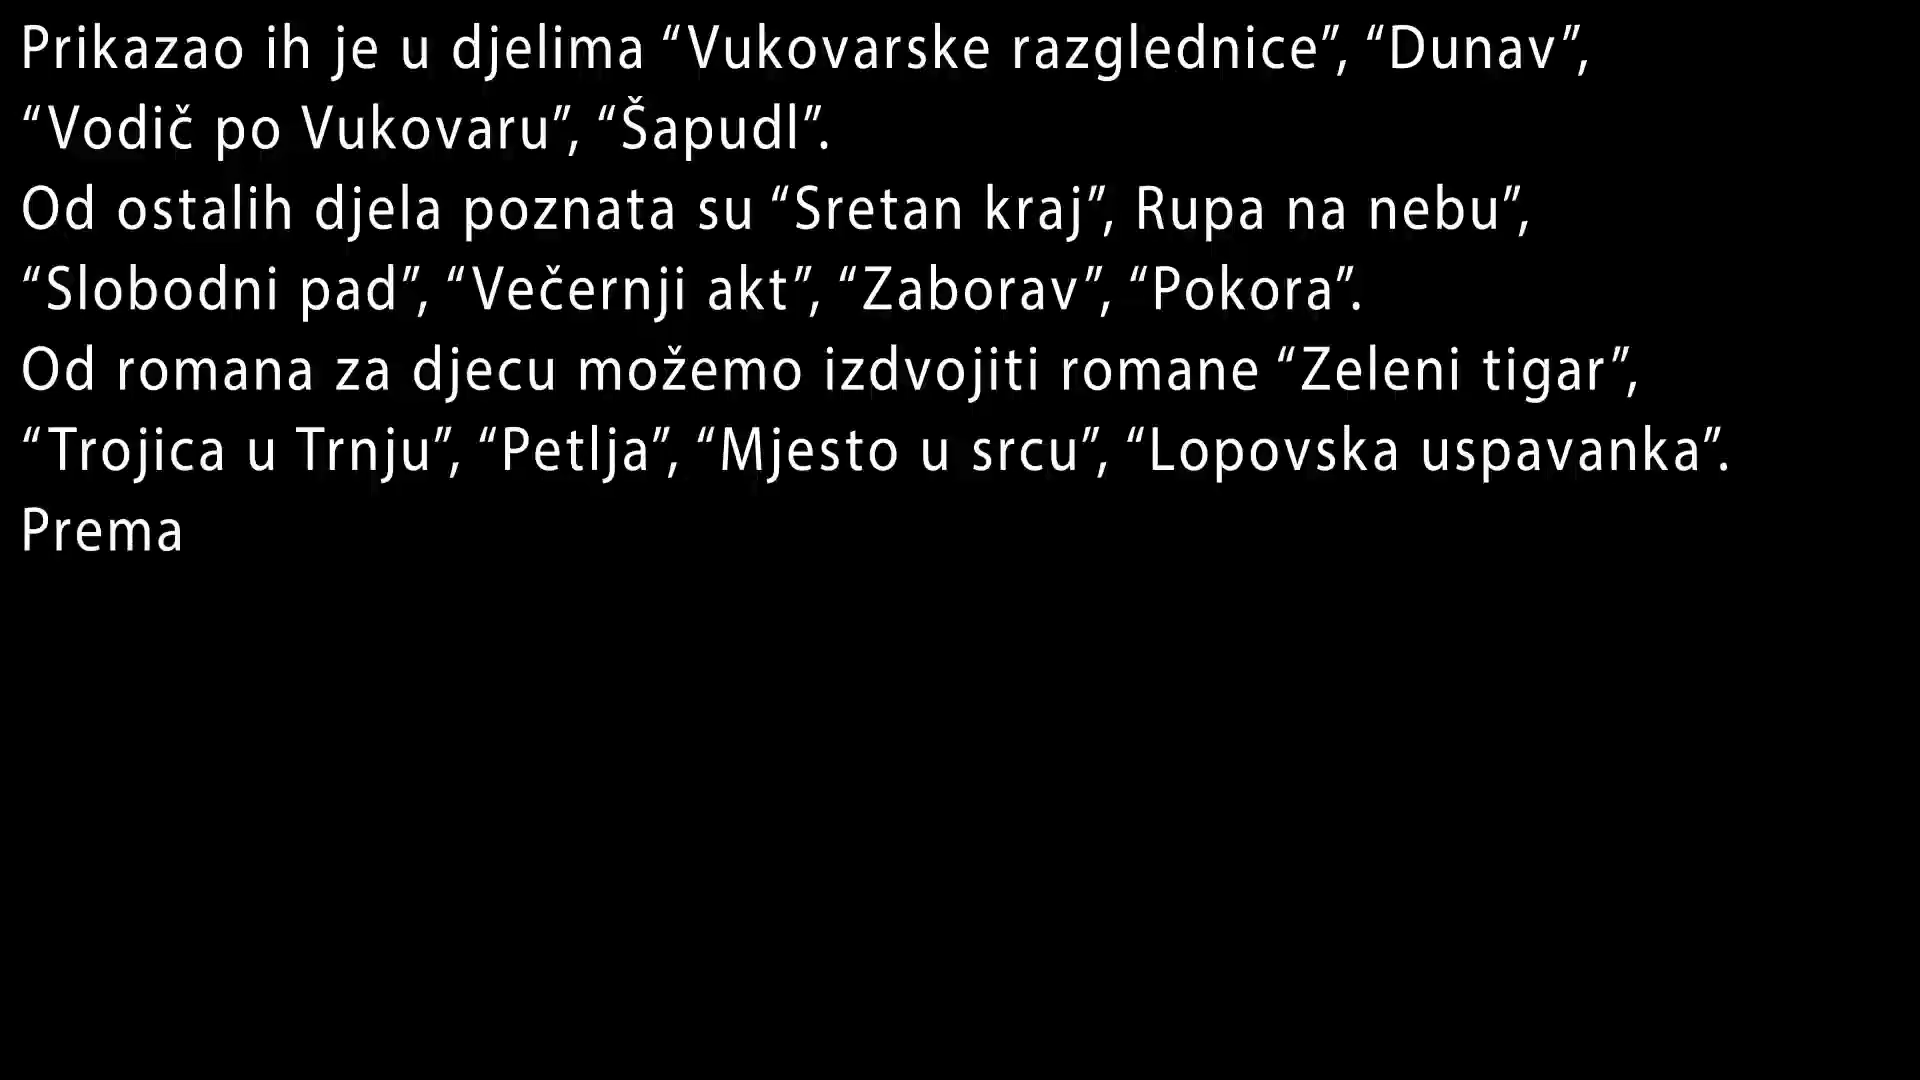 Prikazao ih je u djelima “Vukovarske razglednice”, “Dunav”,
“Vodič po Vukovaru”, “Šapudl”.
Od ostalih djela poznata su “Sretan kraj”, Rupa na nebu”,
“Slobodni pad”, “Večernji akt”, “Zaborav”, “Pokora”.
Od romana za djecu možemo izdvojiti romane “Zeleni tigar”,
“Trojica u Trnju”, “Petlja”, “Mjesto u srcu”, “Lopovska uspavanka”.
Prema